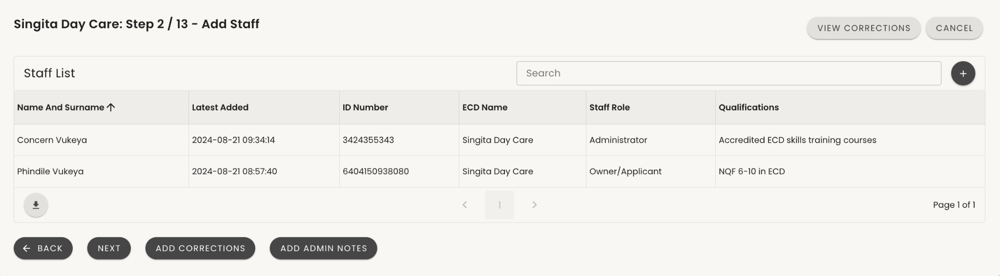 Singita Day Care: Step 2 / 13 - Add Staff
VIEW CORRECTIONS
CANCEL
Staff List
Search
+
Name And Surname ↑ Latest Added ID Number ECD Name Staff Role Qualifications
Concern Vukeya 2024-08-21 09:34:14 3424355343 Singita Day Care Administrator Accredited ECD skills training courses
Phindile Vukeya 2024-08-21 08:57:40 6404150938080 Singita Day Care Owner/Applicant NQF 6-10 in ECD
1
Page 1 of 1
← BACK
NEXT
ADD CORRECTIONS
ADD ADMIN NOTES